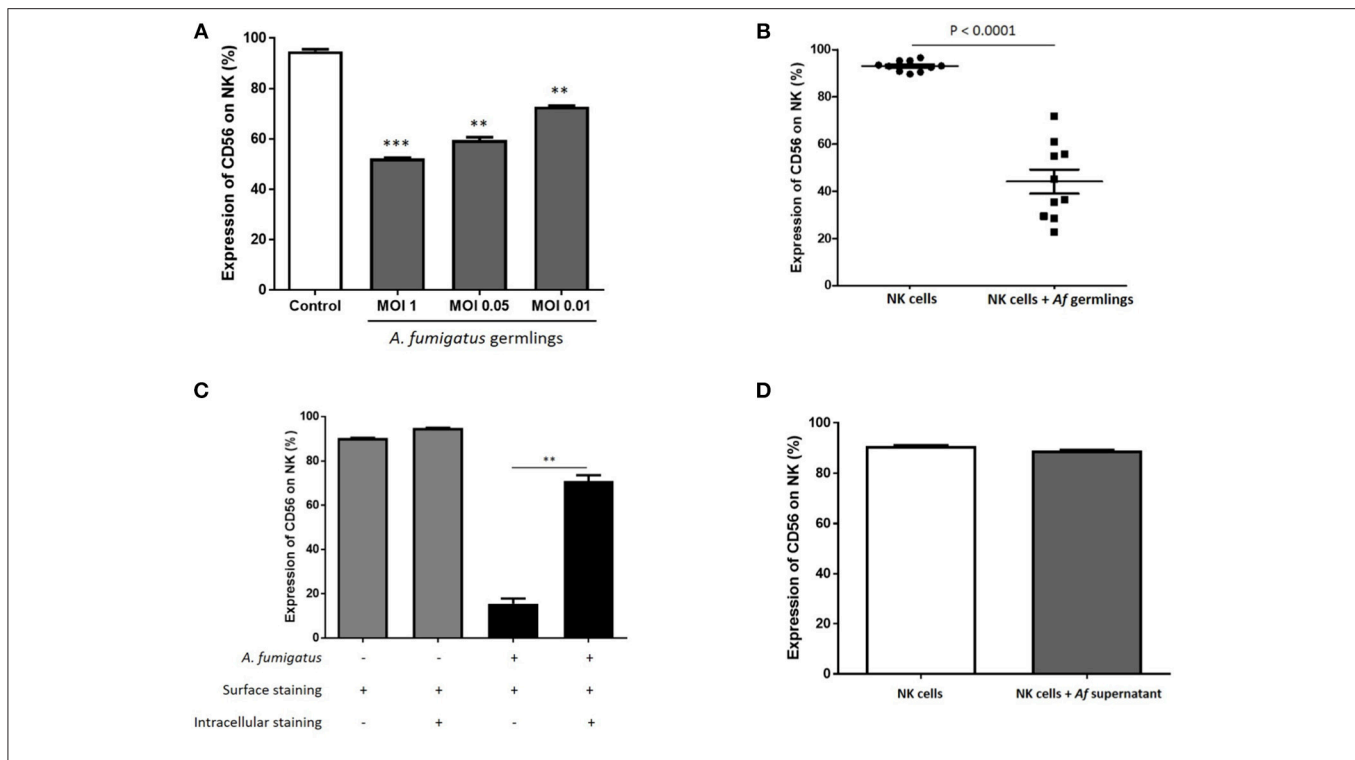 A
Expression of CD56 on NK (%)
100
80
60
40
20
0
***
**
**
Control MOI 1 MOI 0.05 MOI 0.01
A. fumigatus germlings
B
P < 0.0001
Expression of CD56 on NK (%)
100
80
60
40
20
0
NK cells NK cells + Af germlings
C
Expression of CD56 on NK (%)
100
80
60
40
20
0
**
A. fumigatus - - + +
Surface staining + + + +
Intracellular staining - + - +
D
Expression of CD56 on NK (%)
100
80
60
40
20
0
NK cells NK cells + Af supernatant